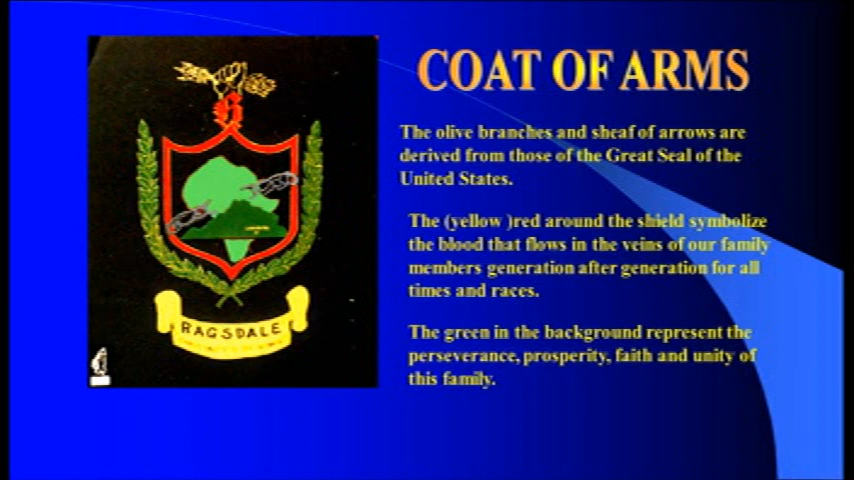 COAT OF ARMS
The olive branches and sheaf of arrows are
derived from those of the Great Seal of the
United States.
The (yellow )red around the shield symbolize
the blood that flows in the veins of our family
members generation after generation for all
times and races.
The green in the background represent the
perseverance, prosperity, faith and unity of
this family.
RAGSDALE